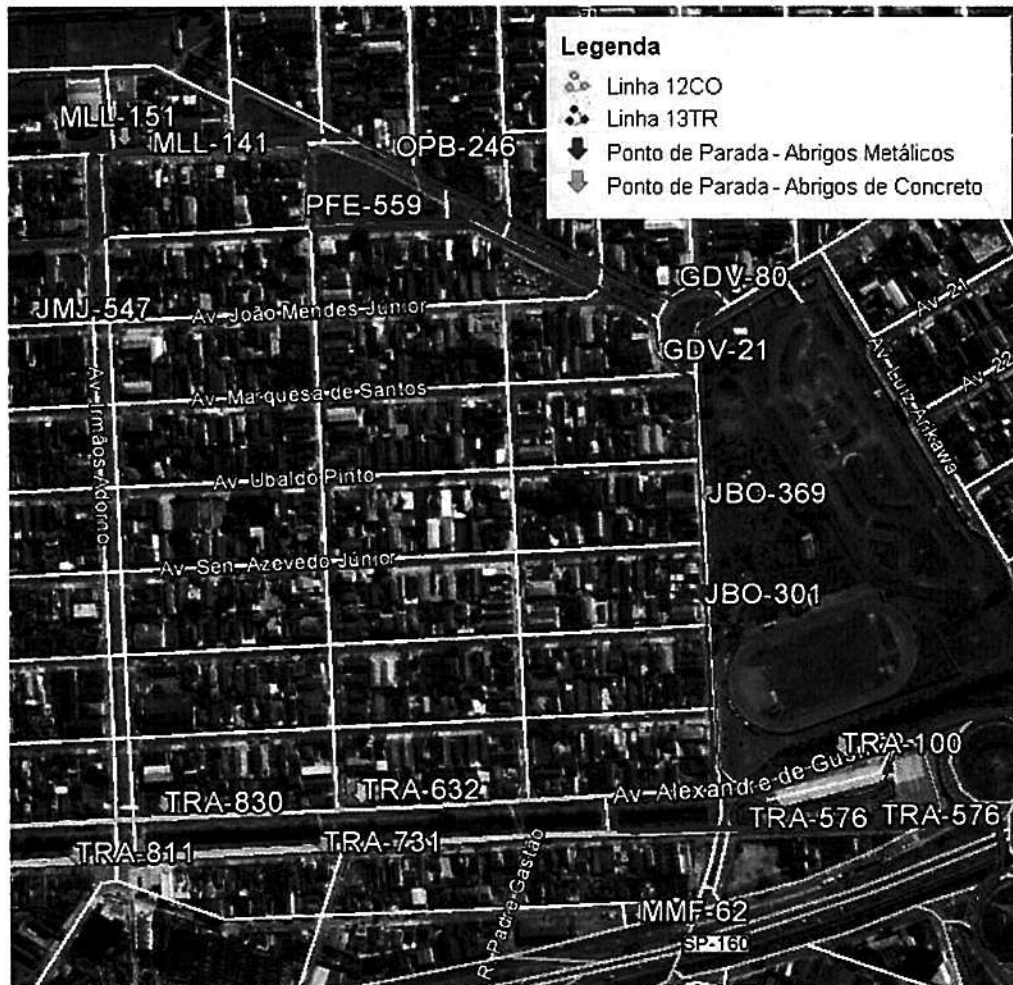 Legenda
Linha 12CO
Linha 13TR
Ponto de Parada - Abrigos Metálicos
Ponto de Parada - Abrigos de Concreto
MLL-151
MLL-141
OPB-246
PFE-559
GDV-80
JMJ-547
Av. João Mendes Júnior
Av. 21
GDV-21
Av. Luiz Arikawa
Av. 22
Av. Marquesa de Santos
Av. Irmãos Adorno
Av. Ubaldo Pinto
JBO-369
Av. Sen. Azevedo Júnior
JBO-301
TRA-100
TRA-632
TRA-830
Av. Alexandre de Gus
TRA-576
TRA-576
TRA-731
TRA-811
R. Padre Gastão
MMF-62
SP-160